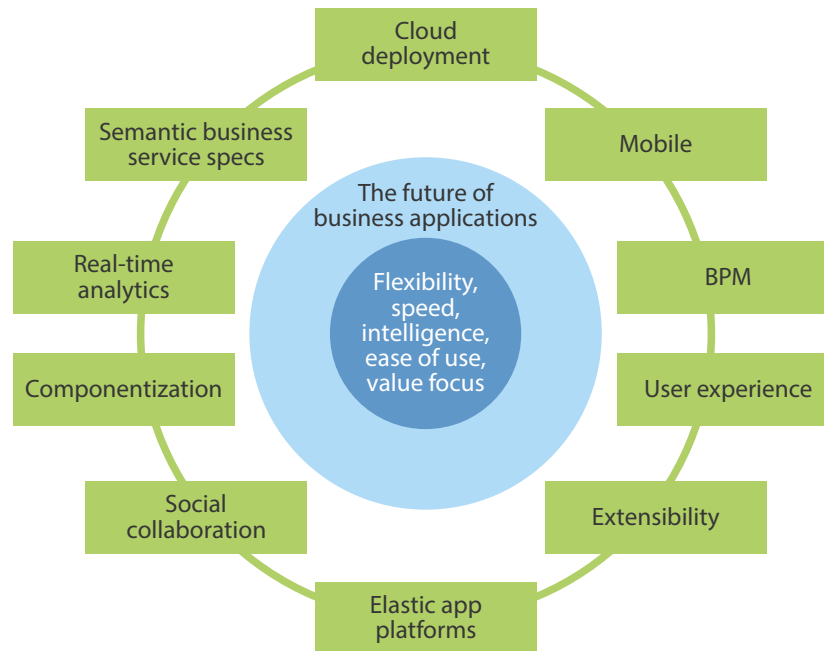 Cloud
deployment
Semantic business
service specs
Mobile
The future of
business applications
Real-time
analytics
BPM
Flexibility,
speed,
intelligence,
ease of use,
value focus
Componentization
User experience
Social
collaboration
Extensibility
Elastic app
platforms